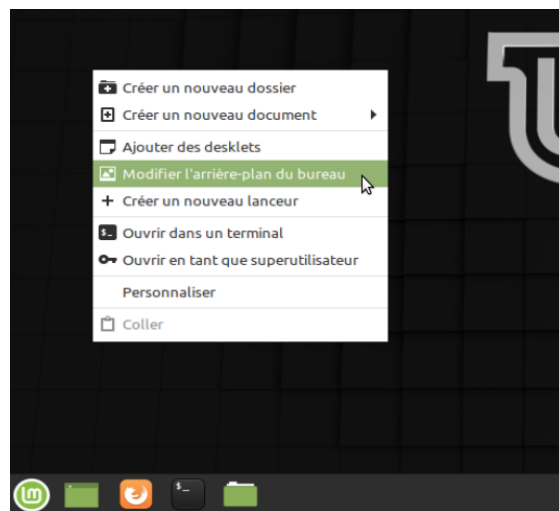 Créer un nouveau dossier
Créer un nouveau document
Ajouter des desklets
Modifier l'arrière-plan du bureau
Créer un nouveau lanceur
Ouvrir dans un terminal
Ouvrir en tant que superutilisateur
Personnaliser
Coller